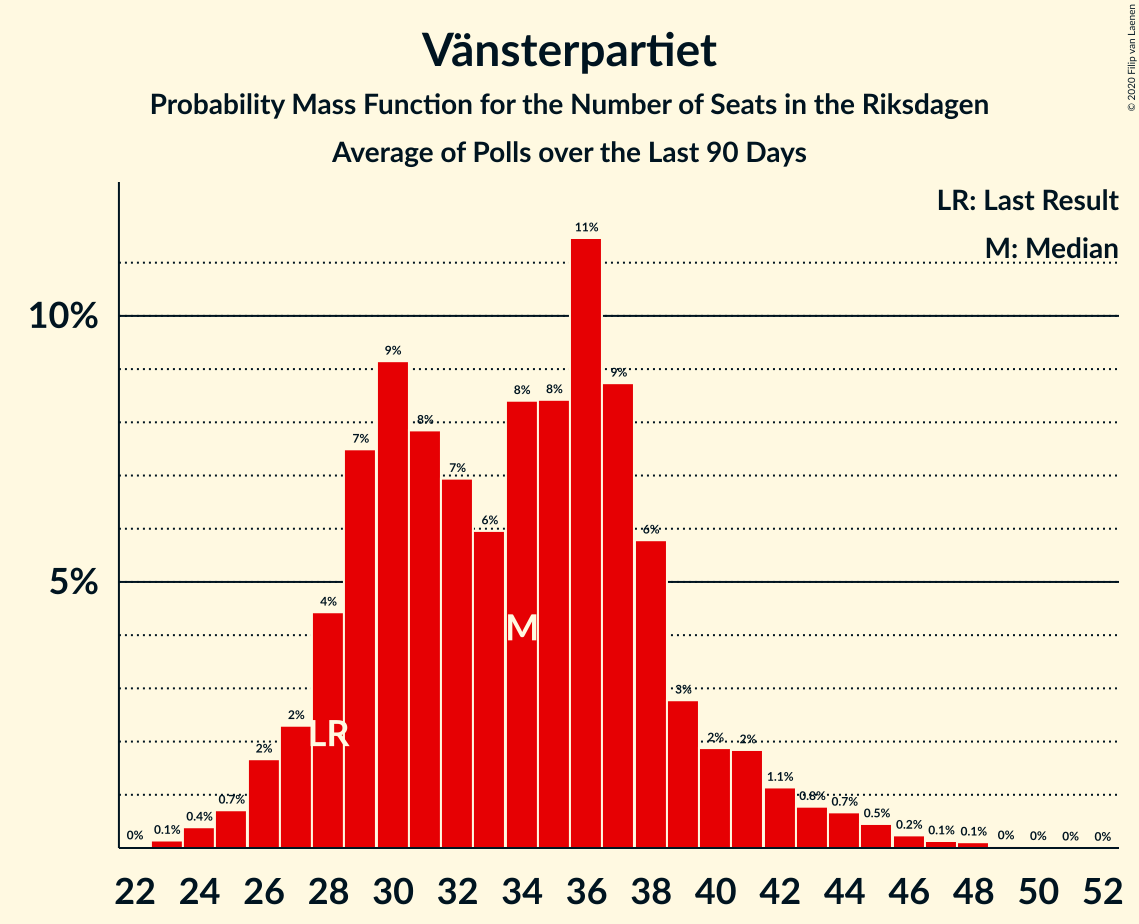 Vänsterpartiet
Probability Mass Function for the Number of Seats in the Riksdagen
Average of Polls over the Last 90 Days
© 2020 Filip van Laenen
LR: Last Result
M: Median
10%
5%
0% 0.1% 0.4% 0.7% 2% 2% 4% 7% 9% 8% 7% 6% 8% 8% 11% 9% 6% 3% 2% 2% 1.1% 0.8% 0.7% 0.5% 0.2% 0.1% 0.1% 0% 0% 0% 0%
LR
M
22 24 26 28 30 32 34 36 38 40 42 44 46 48 50 52